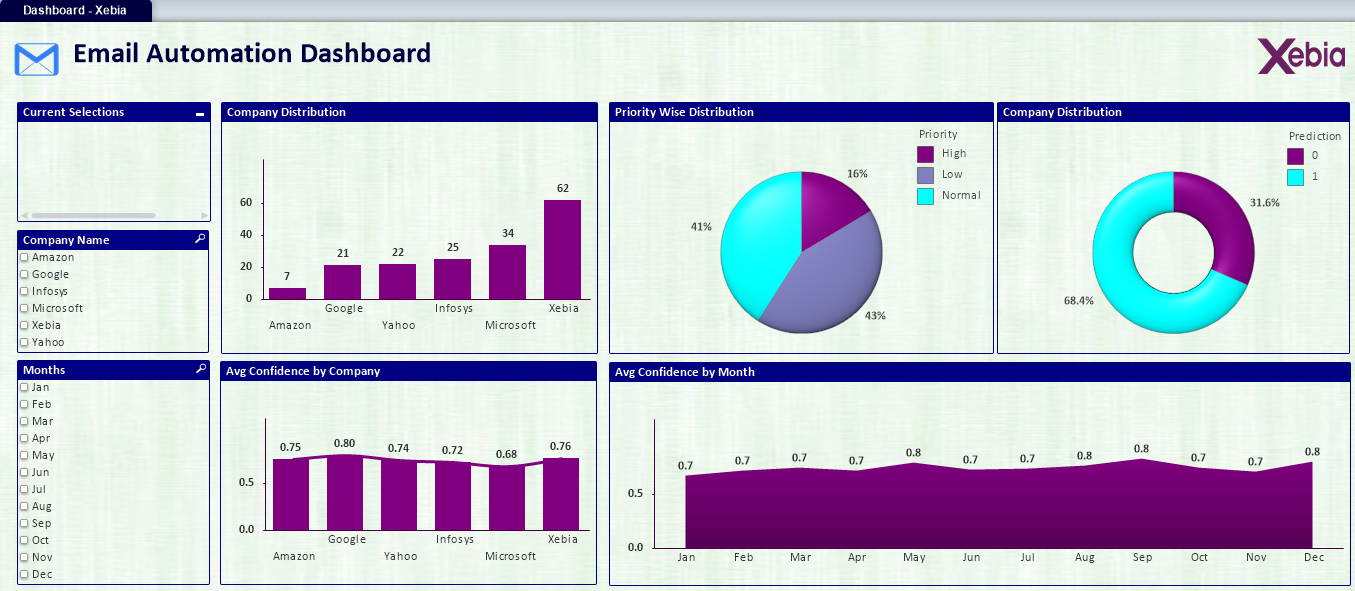 Dashboard - Xebia
Email Automation Dashboard
Xebia
Current Selections
Company Name
Amazon
Google
Infosys
Microsoft
Xebia
Yahoo
Months
Jan
Feb
Mar
Apr
May
Jun
Jul
Aug
Sep
Oct
Nov
Dec
Company Distribution
62
60
34
40
25
22
21
20
7
0
Google Infosys Xebia
Amazon Yahoo Microsoft
Priority Wise Distribution
Priority
High
Low
Normal
16%
41%
43%
Company Distribution
Prediction
0
1
31.6%
68.4%
Avg Confidence by Company
0.75 0.80 0.74 0.72 0.68 0.76
0.5
0.0
Google Infosys Xebia
Amazon Yahoo Microsoft
Avg Confidence by Month
0.7 0.7 0.7 0.7 0.8 0.7 0.7 0.8 0.8 0.7 0.7 0.8
0.5
0.0
Jan Feb Mar Apr May Jun Jul Aug Sep Oct Nov Dec